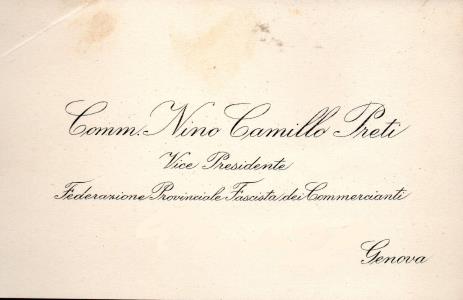 Comm. Nino Camillo Preti
Vice Presidente
Federazione Provinciale Fascista dei Commercianti
Genova